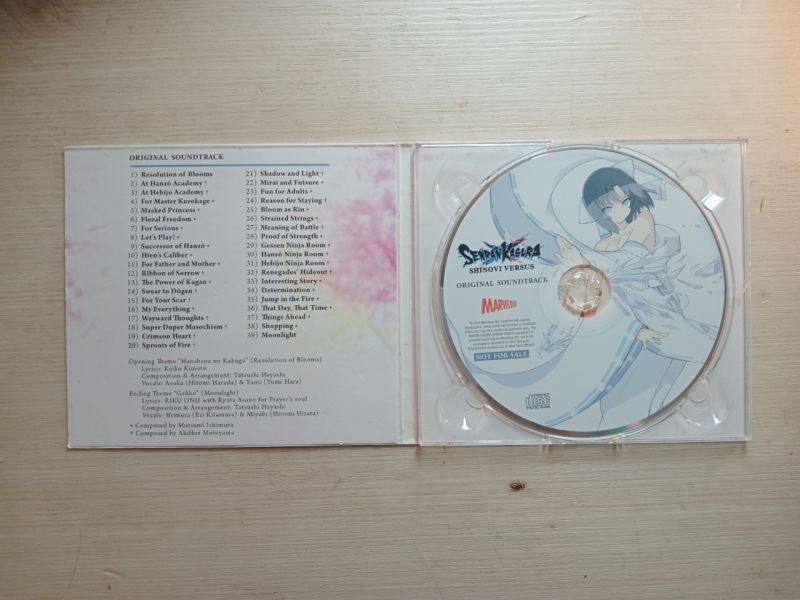 ORIGINAL SOUNDTRACK
1) Resolution of Blooms
2) At Hanzō Academy †
3) At Hebijo Academy †
4) For Master Kurokage *
5) Masked Princess *
6) Floral Freedom *
7) For Serious *
8) Let's Play! *
9) Successor of Hanzō *
10) Hien's Caliber †
11) For Father and Mother *
12) Ribbon of Sorrow †
13) The Power of Kagan *
14) Swear to Dōgen †
15) For Your Scar †
16) My Everything †
17) Wayward Thoughts †
18) Super Duper Masochism †
19) Crimson Heart †
20) Sprouts of Fire †
21) Shadow and Light †
22) Mirai and Futsure *
23) Fun for Adults *
24) Reason for Staying †
25) Bloom as Rin *
26) Strained Strings *
27) Meaning of Battle †
28) Proof of Strength *
29) Gessen Ninja Room *
30) Hanzō Ninja Room †
31) Hebijo Ninja Room †
32) Renegades' Hideout †
33) Interesting Story *
34) Determination *
35) Jump in the Fire *
36) That Day, That Time *
37) Things Ahead *
38) Shopping *
39) Moonlight
Opening Theme "Hanabana no Kakugo" (Resolution of Blooms)
Lyrics: Keiko Kimoto
Composition & Arrangement: Tatsushi Hayashi
Vocals: Asuka (Hitomi Harada) & Yumi (Yumi Hara)
Ending Theme "Gekko" (Moonlight)
Lyrics: RIKU ONO with Ryuta Asano for Prayer's soul
Composition & Arrangement: Tatsushi Hayashi
Vocals: Homura (Eri Kitamura) & Miyabi (Hiromi Hirata)
* Composed by Mutsumi Ishimura
† Composed by AkiHee Motoyama
SENRAN KAGURA
SHINOVI VERSUS
ORIGINAL SOUNDTRACK
MARVELOUS
NOT FOR SALE
COMPACT
disc
DIGITAL AUDIO